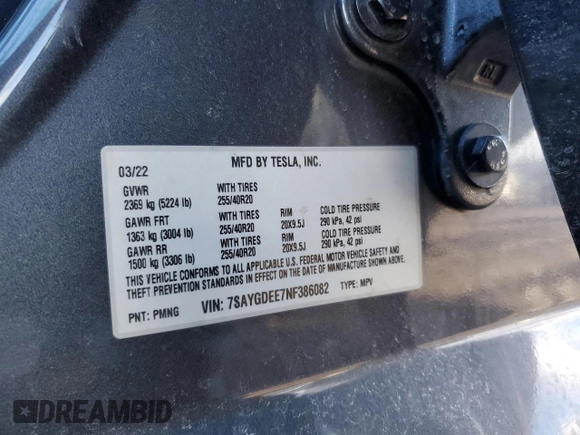 MFD BY TESLA, INC.
03/22
GVWR WITH TIRES
2369 kg (5224 lb) 255/40R20
GAWR FRT WITH TIRES RIM COLD TIRE PRESSURE
1363 kg (3004 lb) 255/40R20 20X9.5J 290 kPa, 42 psi
GAWR RR WITH TIRES RIM COLD TIRE PRESSURE
1500 kg (3306 lb) 255/40R20 20X9.5J 290 kPa, 42 psi
THIS VEHICLE CONFORMS TO ALL APPLICABLE U.S. FEDERAL MOTOR VEHICLE SAFETY AND
THEFT PREVENTION STANDARDS IN EFFECT ON THE DATE OF MANUFACTURE SHOWN ABOVE.
PNT: PMNG VIN: 7SAYGDEE7NF386082 TYPE: MPV
RL
DREAMBID